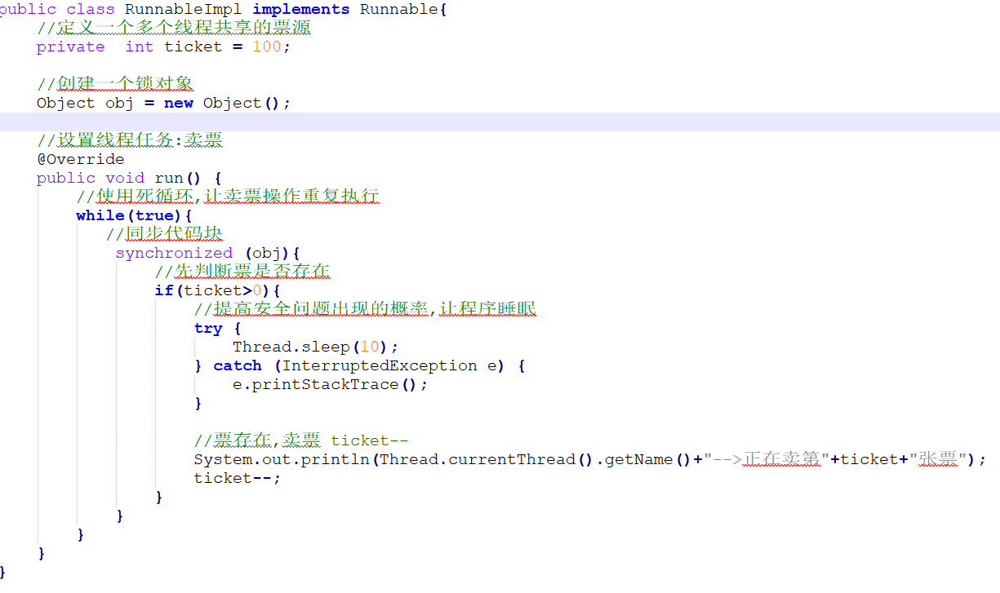 public class RunnableImpl implements Runnable{
//定义一个多个线程共享的票源
private  int ticket = 100;
//创建一个锁对象
Object obj = new Object();
//设置线程任务:卖票
@Override
public void run() {
//使用死循环,让卖票操作重复执行
while(true){
//同步代码块
synchronized (obj){
//先判断票是否存在
if(ticket>0){
//提高安全问题出现的概率,让程序睡眠
try {
Thread.sleep(10);
} catch (InterruptedException e) {
e.printStackTrace();
}
//票存在,卖票 ticket--
System.out.println(Thread.currentThread().getName()+"-->正在卖第"+ticket+"张票");
ticket--;
}
}
}
}
}